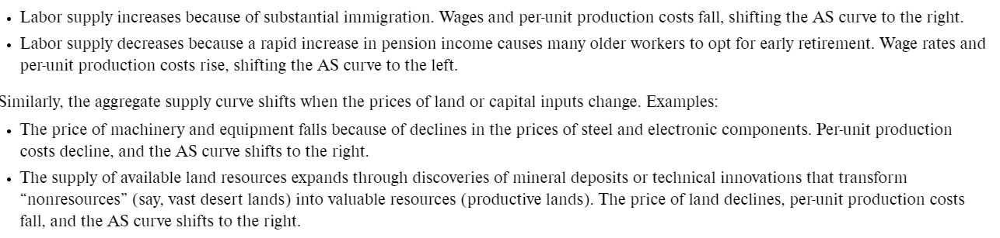 • Labor supply increases because of substantial immigration. Wages and per-unit production costs fall, shifting the AS curve to the right.
• Labor supply decreases because a rapid increase in pension income causes many older workers to opt for early retirement. Wage rates and
per-unit production costs rise, shifting the AS curve to the left.
Similarly, the aggregate supply curve shifts when the prices of land or capital inputs change. Examples:
• The price of machinery and equipment falls because of declines in the prices of steel and electronic components. Per-unit production
costs decline, and the AS curve shifts to the right.
• The supply of available land resources expands through discoveries of mineral deposits or technical innovations that transform
“nonresources” (say, vast desert lands) into valuable resources (productive lands). The price of land declines, per-unit production costs
fall, and the AS curve shifts to the right.